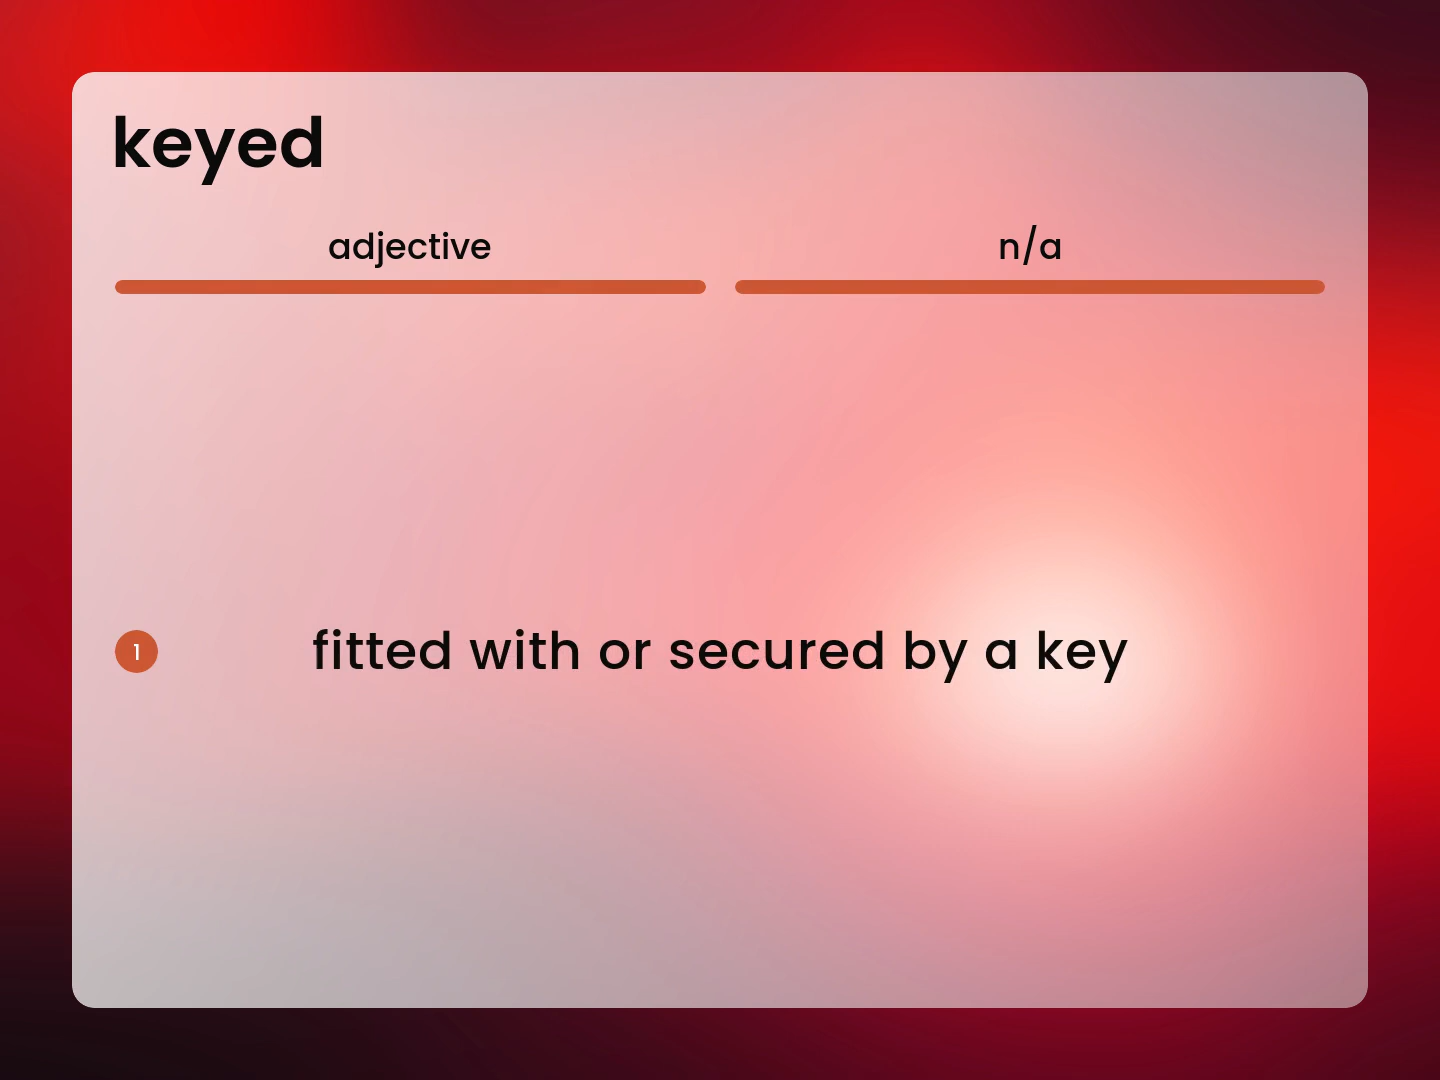 keyed
adjective
n/a
1
fitted with or secured by a key